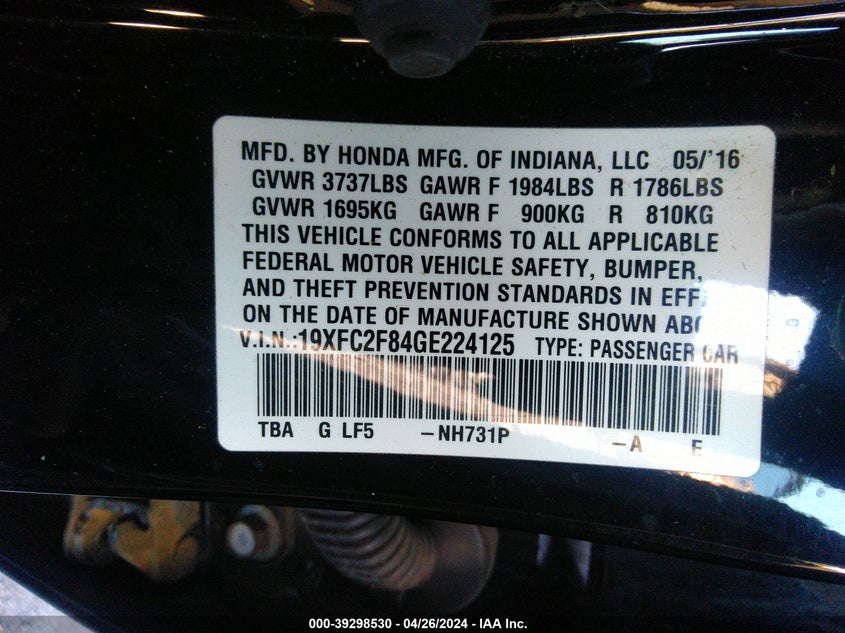 MFD. BY HONDA MFG. OF INDIANA, LLC 05/'16
GVWR 3737LBS GAWR F 1984LBS R 1786LBS
GVWR 1695KG GAWR F 900KG R 810KG
THIS VEHICLE CONFORMS TO ALL APPLICABLE
FEDERAL MOTOR VEHICLE SAFETY, BUMPER,
AND THEFT PREVENTION STANDARDS IN
ON THE DATE OF MANUFACTURE SHOWN
V.I.N.:19XFC2F84GE224125 TYPE: PASSENGER CAR
TBA G LF5 –NH731P –A E
000-39298530 - 04/26/2024 - IAA Inc.